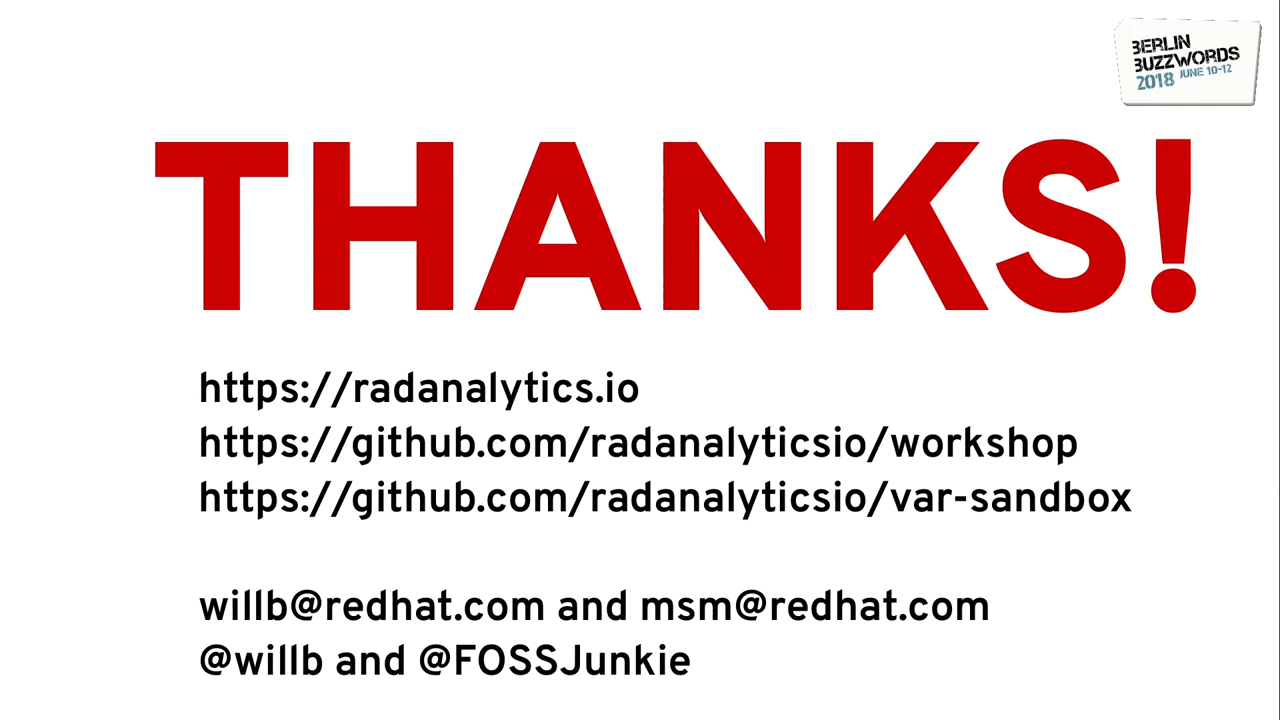 BERLIN
BUZZWORDS
2018 JUNE 10-12
THANKS!
https://radanalytics.io
https://github.com/radanalyticsio/workshop
https://github.com/radanalyticsio/var-sandbox
willb@redhat.com and msm@redhat.com
@willb and @FOSSJunkie